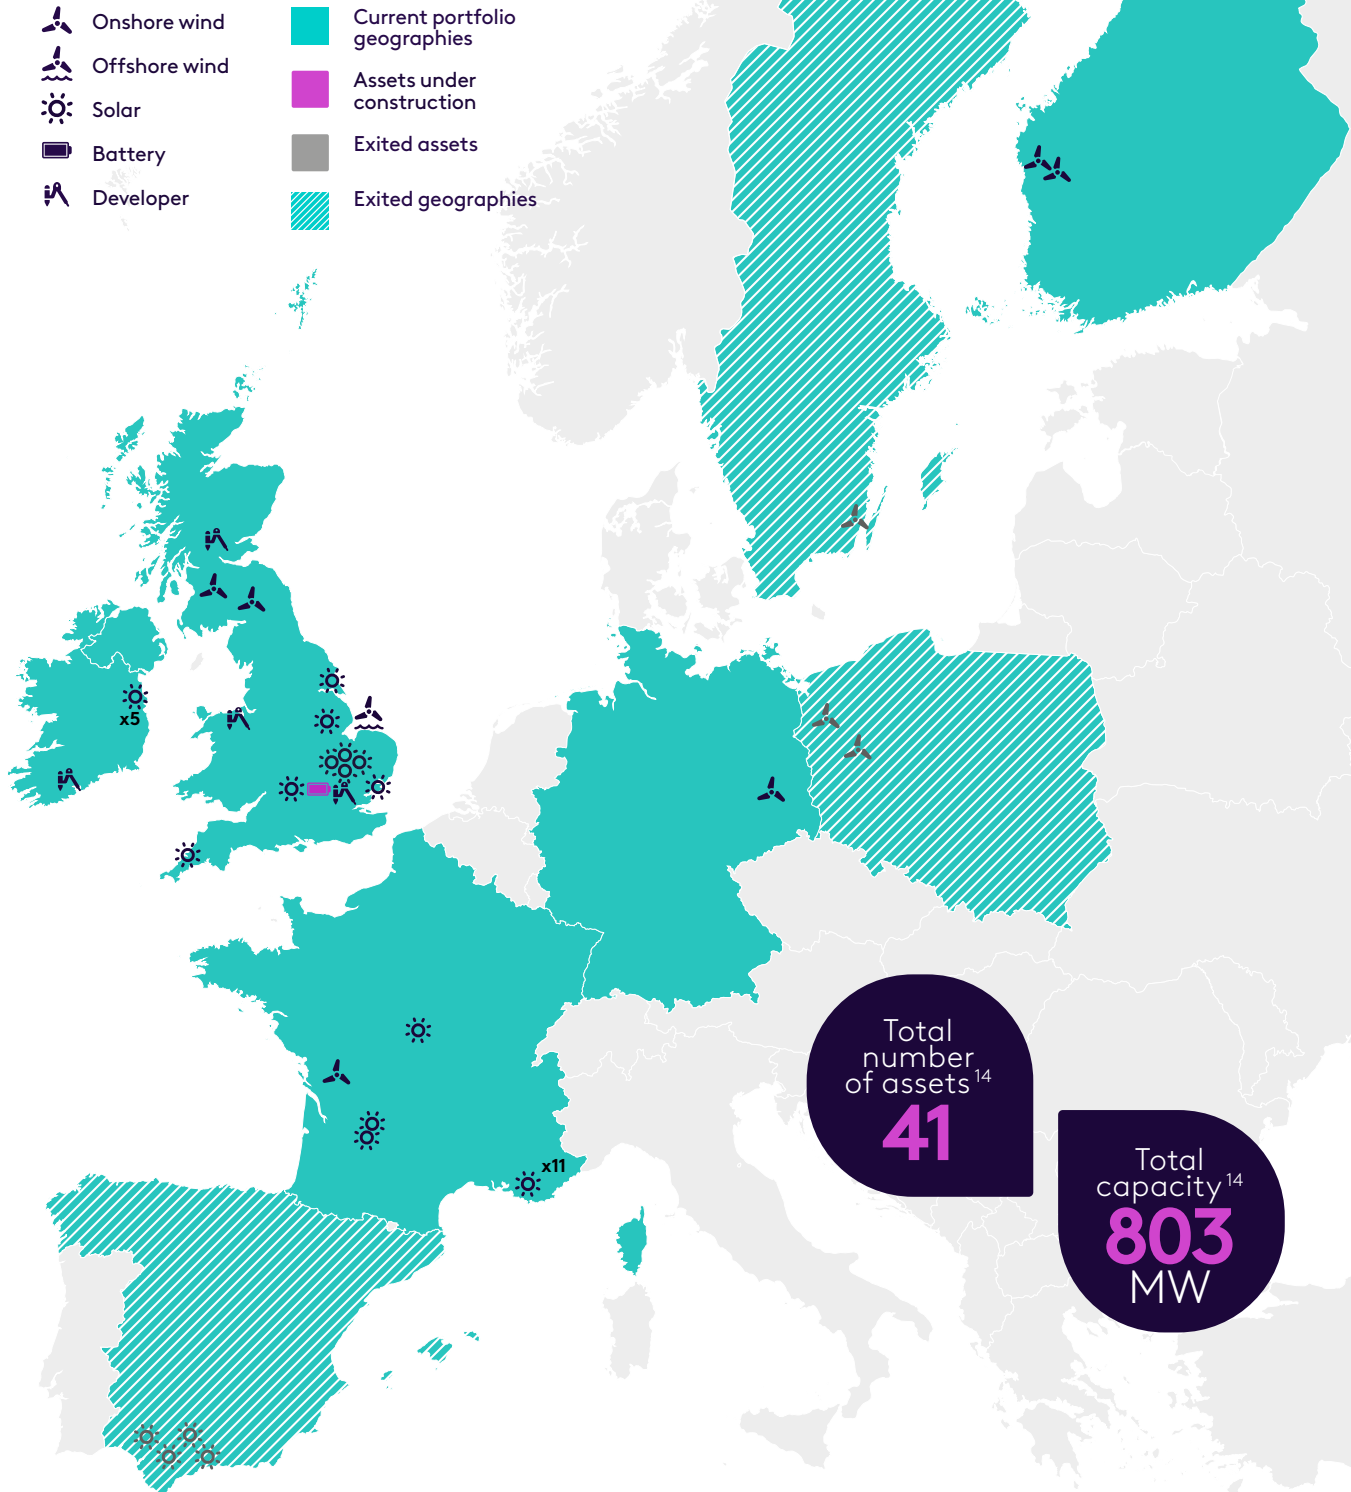 Onshore wind
Offshore wind
Solar
Battery
Developer
Current portfolio
geographies
Assets under
construction
Exited assets
Exited geographies
x5
x11
Total
number
of assets 14
41
Total
capacity 14
803
MW